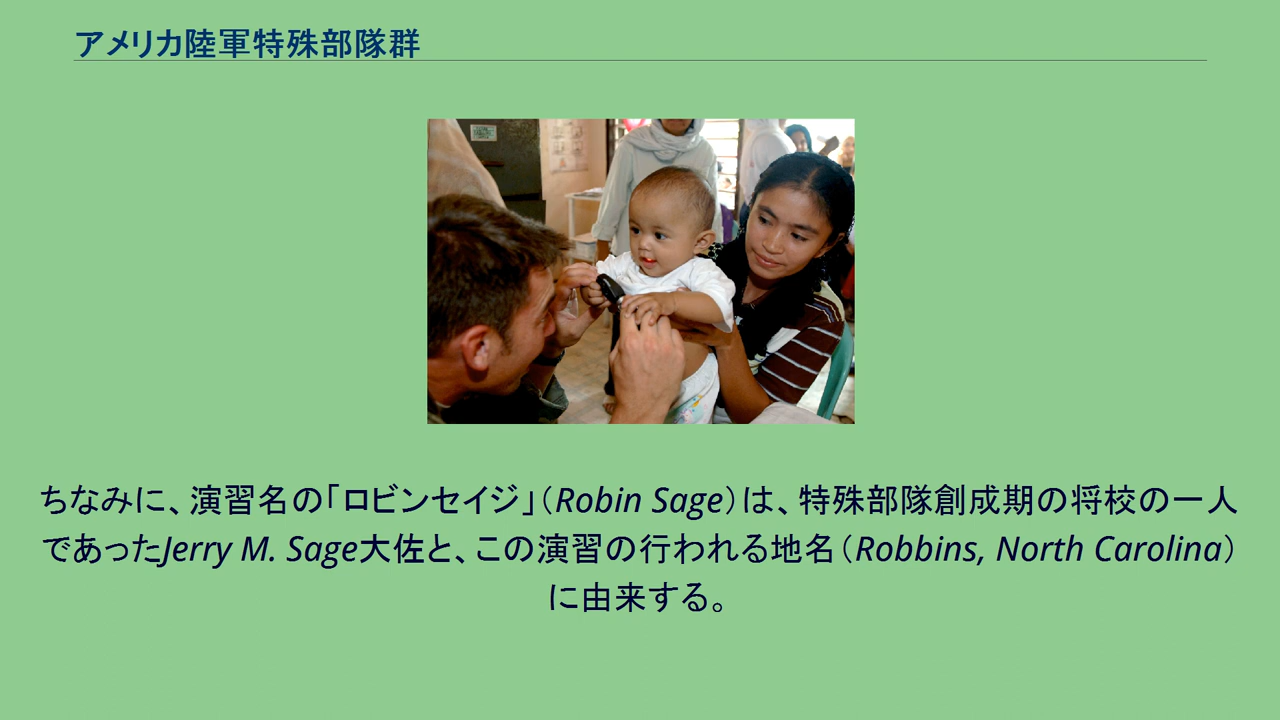 アメリカ陸軍特殊部隊群
ちなみに、演習名の「ロビンセイジ」（Robin Sage）は、特殊部隊創成期の将校の一人
であったJerry M. Sage大佐と、この演習の行われる地名（Robbins, North Carolina）
に由来する。